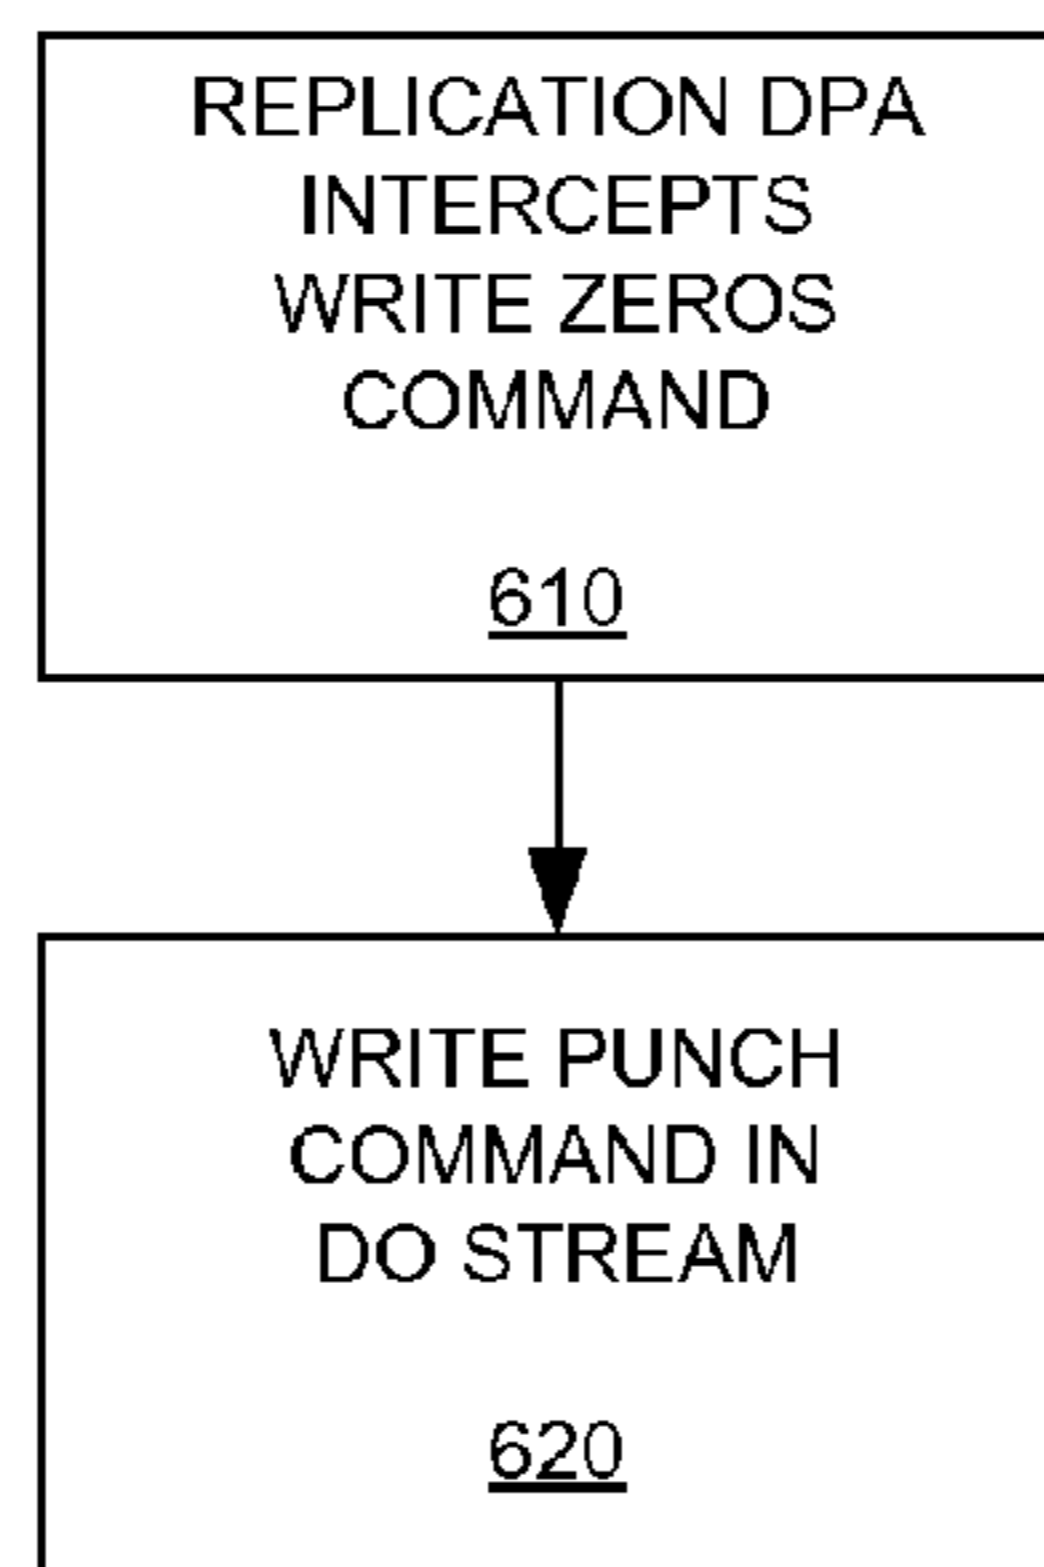 REPLICATION DPA
INTERCEPTS
WRITE ZEROS
COMMAND
610
WRITE PUNCH
COMMAND IN
DO STREAM
620